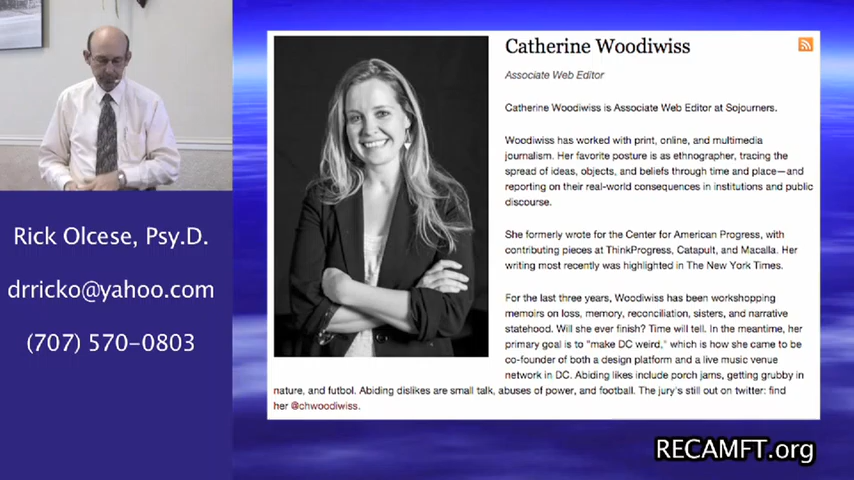 Rick Olcese, Psy.D.
drricko@yahoo.com
(707) 570-0803
Catherine Woodiwiss
Associate Web Editor
Catherine Woodiwiss is Associate Web Editor at Sojourners.
Woodiwiss has worked with print, online, and multimedia
journalism. Her favorite posture is as ethnographer, tracing the
spread of ideas, objects, and beliefs through time and place—and
reporting on their real-world consequences in institutions and public
discourse.
She formerly wrote for the Center for American Progress, with
contributing pieces at ThinkProgress, Catapult, and Macalla. Her
writing most recently was highlighted in The New York Times.
For the last three years, Woodiwiss has been workshopping
memoirs on loss, memory, reconciliation, sisters, and narrative
statehood. Will she ever finish? Time will tell. In the meantime, her
primary goal is to "make DC weird," which is how she came to be
co-founder of both a design platform and a live music venue
network in DC. Abiding likes include porch jams, getting grubby in
nature, and futbol. Abiding dislikes are small talk, abuses of power, and football. The jury's still out on twitter: find
her @chwoodiwiss.
RECAMFT.org